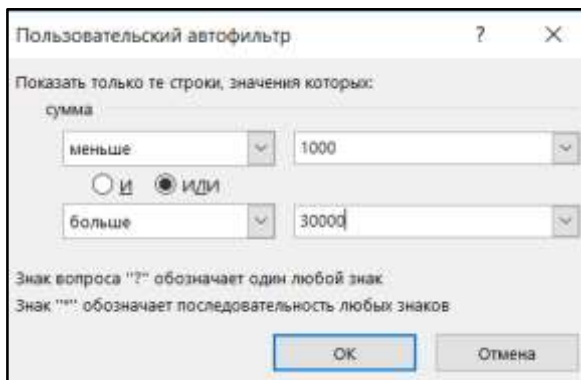 Пользовательский автофильтр ?
Показать только те строки, значения которых:
сумма
меньше 1000
И ИЛИ
больше 30000
Знак вопроса "?" обозначает один любой знак
Знак "*" обозначает последовательность любых знаков
ОК Отмена